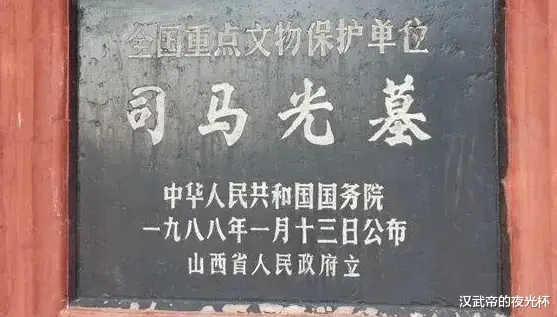 全国重点文物保护单位
司马光墓
中华人民共和国国务院
一九八八年一月十三日公布
山西省人民政府立
汉武帝的夜光杯